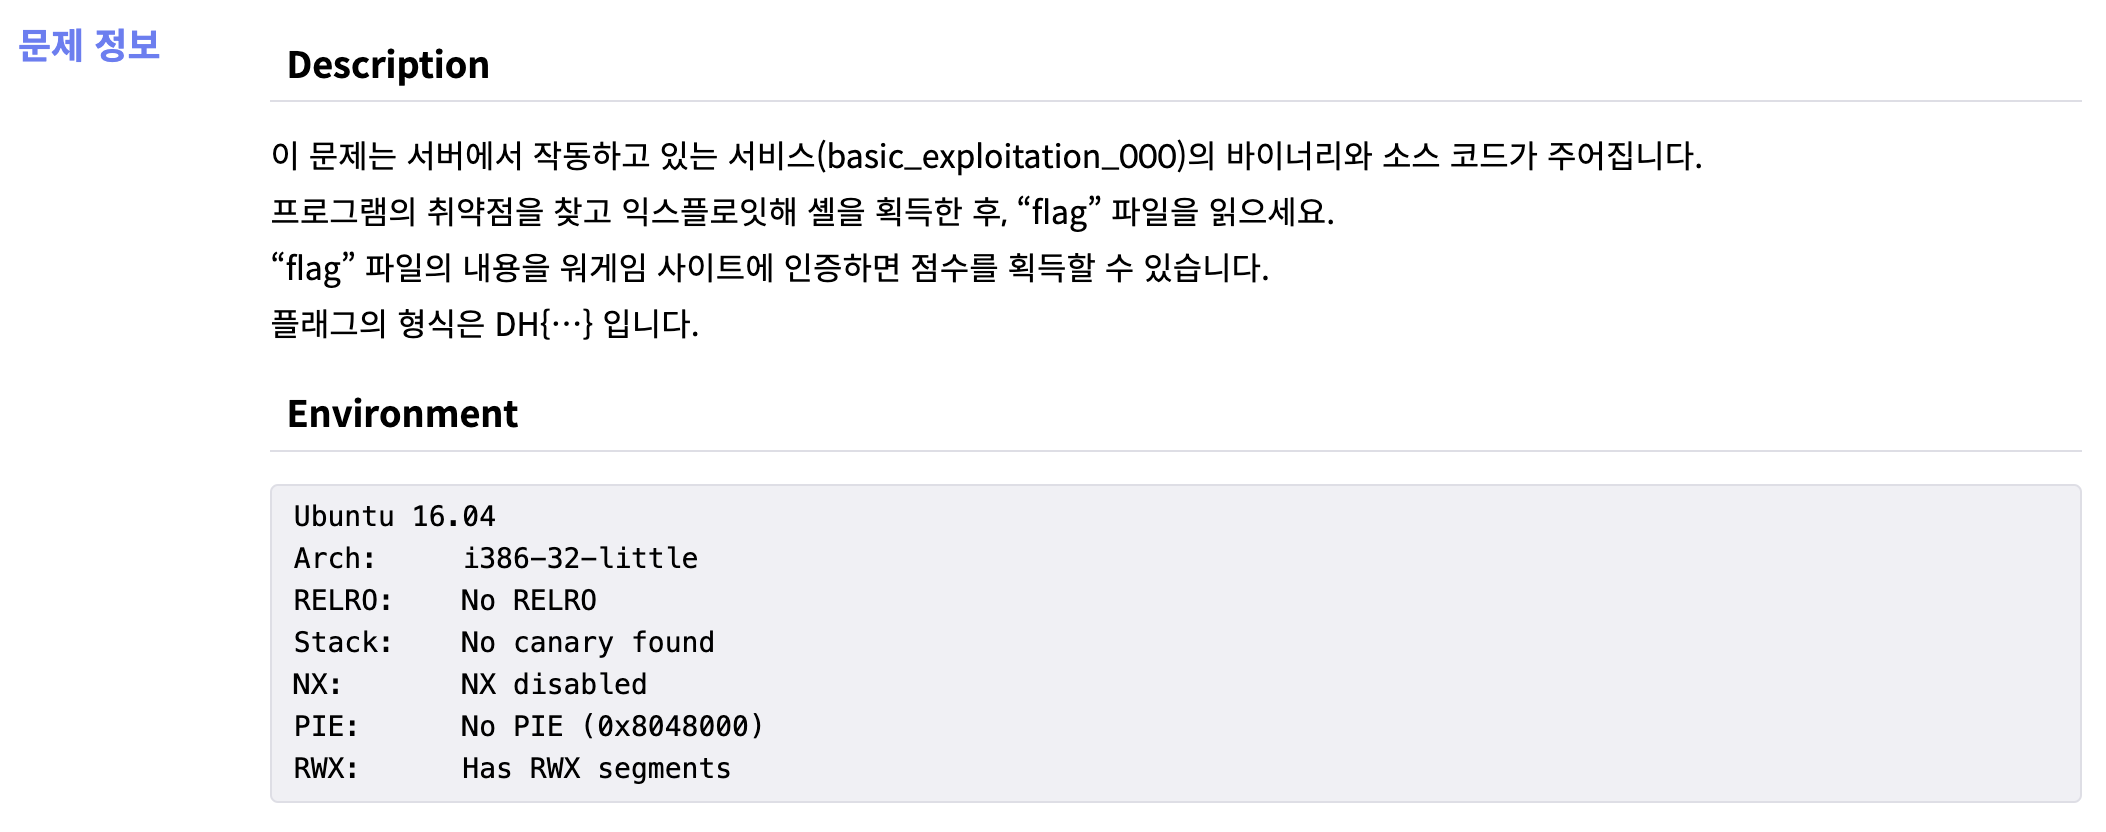 문제 정보
Description
이 문제는 서버에서 작동하고 있는 서비스(basic_exploitation_000)의 바이너리와 소스 코드가 주어집니다.
프로그램의 취약점을 찾고 익스플로잇해 셸을 획득한 후, “flag” 파일을 읽으세요.
“flag” 파일의 내용을 워게임 사이트에 인증하면 점수를 획득할 수 있습니다.
플래그의 형식은 DH{…} 입니다.
Environment
Ubuntu 16.04
Arch: i386-32-little
RELRO: No RELRO
Stack: No canary found
NX: NX disabled
PIE: No PIE (0x8048000)
RWX: Has RWX segments